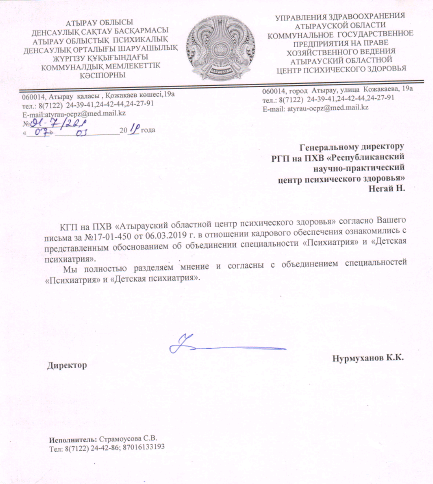 АТЫРАУ ОБЛЫСЫ
ДЕНСАУЛЫҚ САҚТАУ БАСҚАРМАСЫ
АТЫРАУ ОБЛЫСТЫҚ ПСИХИКАЛЫҚ
ДЕНСАУЛЫҚ ОРТАЛЫҒЫ ШАРУАШЫЛЫҚ
ЖҮРГІЗУ ҚҰҚЫҒЫНДАҒЫ
КОММУНАЛДЫҚ МЕМЛЕКЕТТІК
КӘСПОРНЫ
060014, Атырау қаласы, Қожакаев көшесі,19а
тел.: 8(7122) 24-39-41,24-42-44,24-27-91
E-mail:atyrau-ocpz@med.mail.kz
УПРАВЛЕНИЯ ЗДРАВООХРАНЕНИЯ
АТЫРАУСКОЙ ОБЛАСТИ
КОММУНАЛЬНОЕ ГОСУДАРСТВЕННОЕ
ПРЕДПРИЯТИЯ НА ПРАВЕ
ХОЗЯЙСТВЕННОГО ВЕДЕНИЯ
АТЫРАУСКИЙ ОБЛАСТНОЙ
ЦЕНТР ПСИХИЧЕСКОГО ЗДОРОВЬЯ
060014, город Атырау, улица Кожакаева, 19а
тел.: 8(7122) 24-39-41,24-42-44,24-27-91
E-mail: atyrau-ocpz@med.mail.kz
№
« 07 » 03 2019 года
Генеральному директору
РГП на ПХВ «Республиканский
научно-практический
центр психического здоровья»
Негай Н.
КГП на ПХВ «Атырауский областной центр психического здоровья» согласно Вашего
письма за №17-01-450 от 06.03.2019 г. в отношении кадрового обеспечения ознакомились с
представленным обоснованием об объединении специальности «Психиатрия» и «Детская
психиатрия».
Мы полностью разделяем мнение и согласны с объединением специальностей
«Психиатрия» и «Детская психиатрия».
Директор Нурмуханов К.К.
Исполнитель: Страмоусова С.В.
Тел: 8(7122) 24-42-86; 87016133193